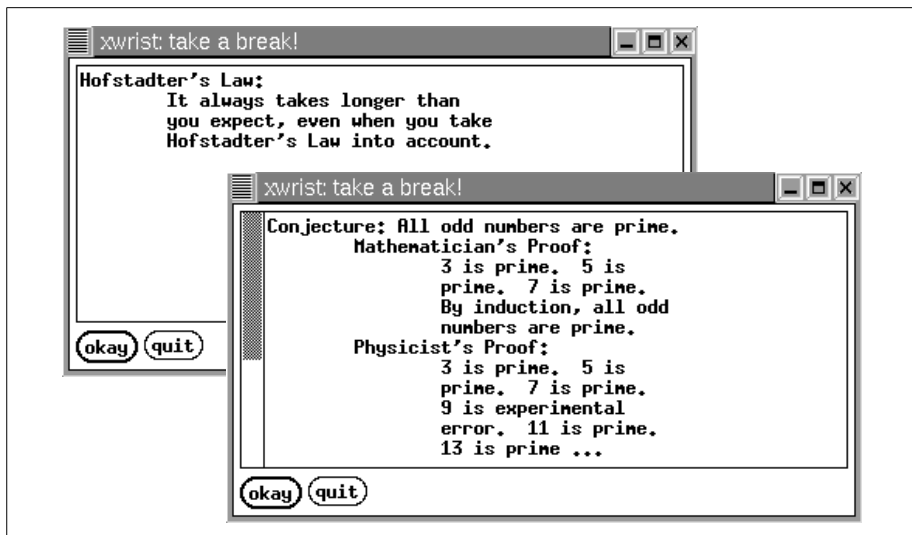 xwrist: take a break!
Hofstadter's Law:
It always takes longer than
you expect, even when you take
Hofstadter's Law into account.
okay quit
xwrist: take a break!
Conjecture: All odd numbers are prime.
Mathematician's Proof:
3 is prime. 5 is
prime. 7 is prime.
By induction, all odd
numbers are prime.
Physicist's Proof:
3 is prime. 5 is
prime. 7 is prime.
9 is experimental
error. 11 is prime.
13 is prime ...
okay quit